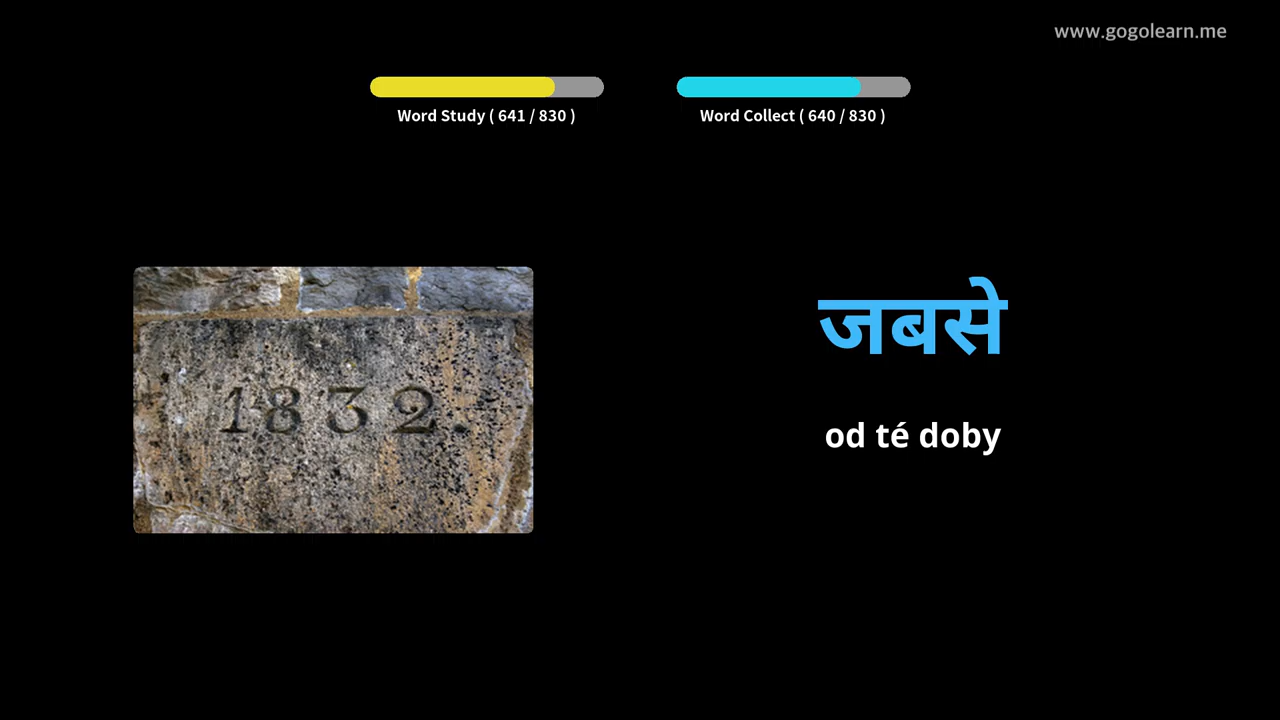 www.gogolearn.me
Word Study ( 641 / 830 )
Word Collect ( 640 / 830 )
1832.
जबसे
od té doby